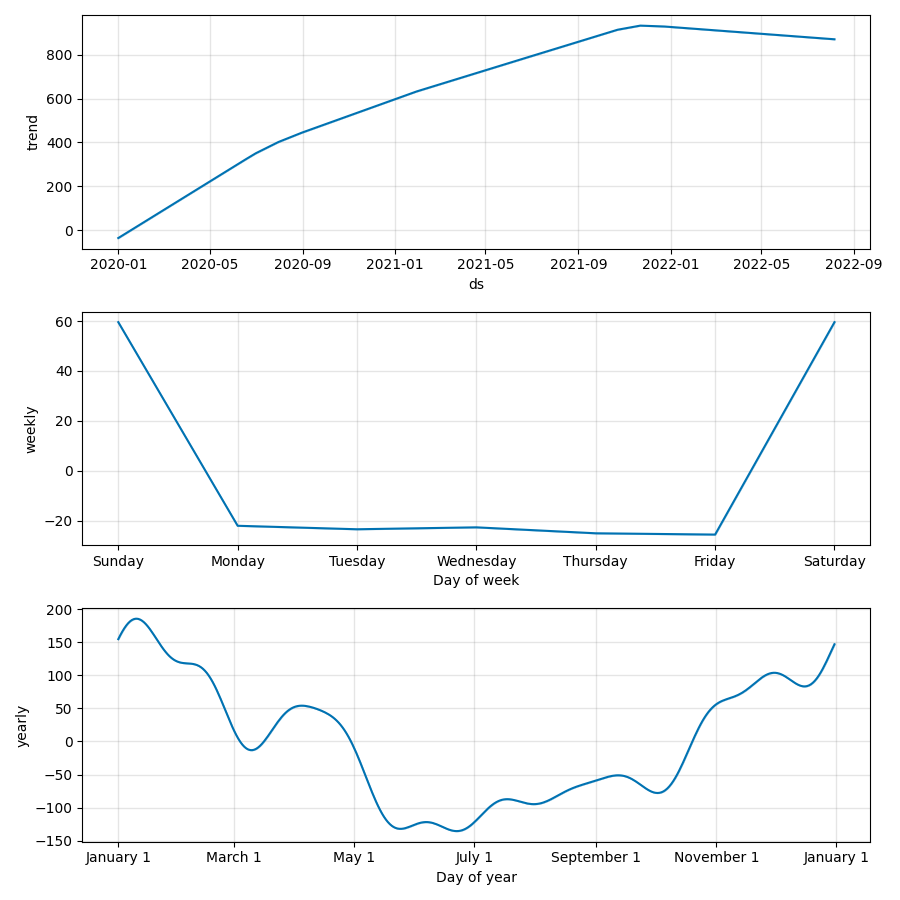 800
600
400
200
0
trend
2020-01 2020-05 2020-09 2021-01 2021-05 2021-09 2022-01 2022-05 2022-09
ds
60
40
20
0
−20
weekly
Sunday Monday Tuesday Wednesday Thursday Friday Saturday
Day of week
200
150
100
50
0
−50
−100
−150
yearly
January 1 March 1 May 1 July 1 September 1 November 1 January 1
Day of year